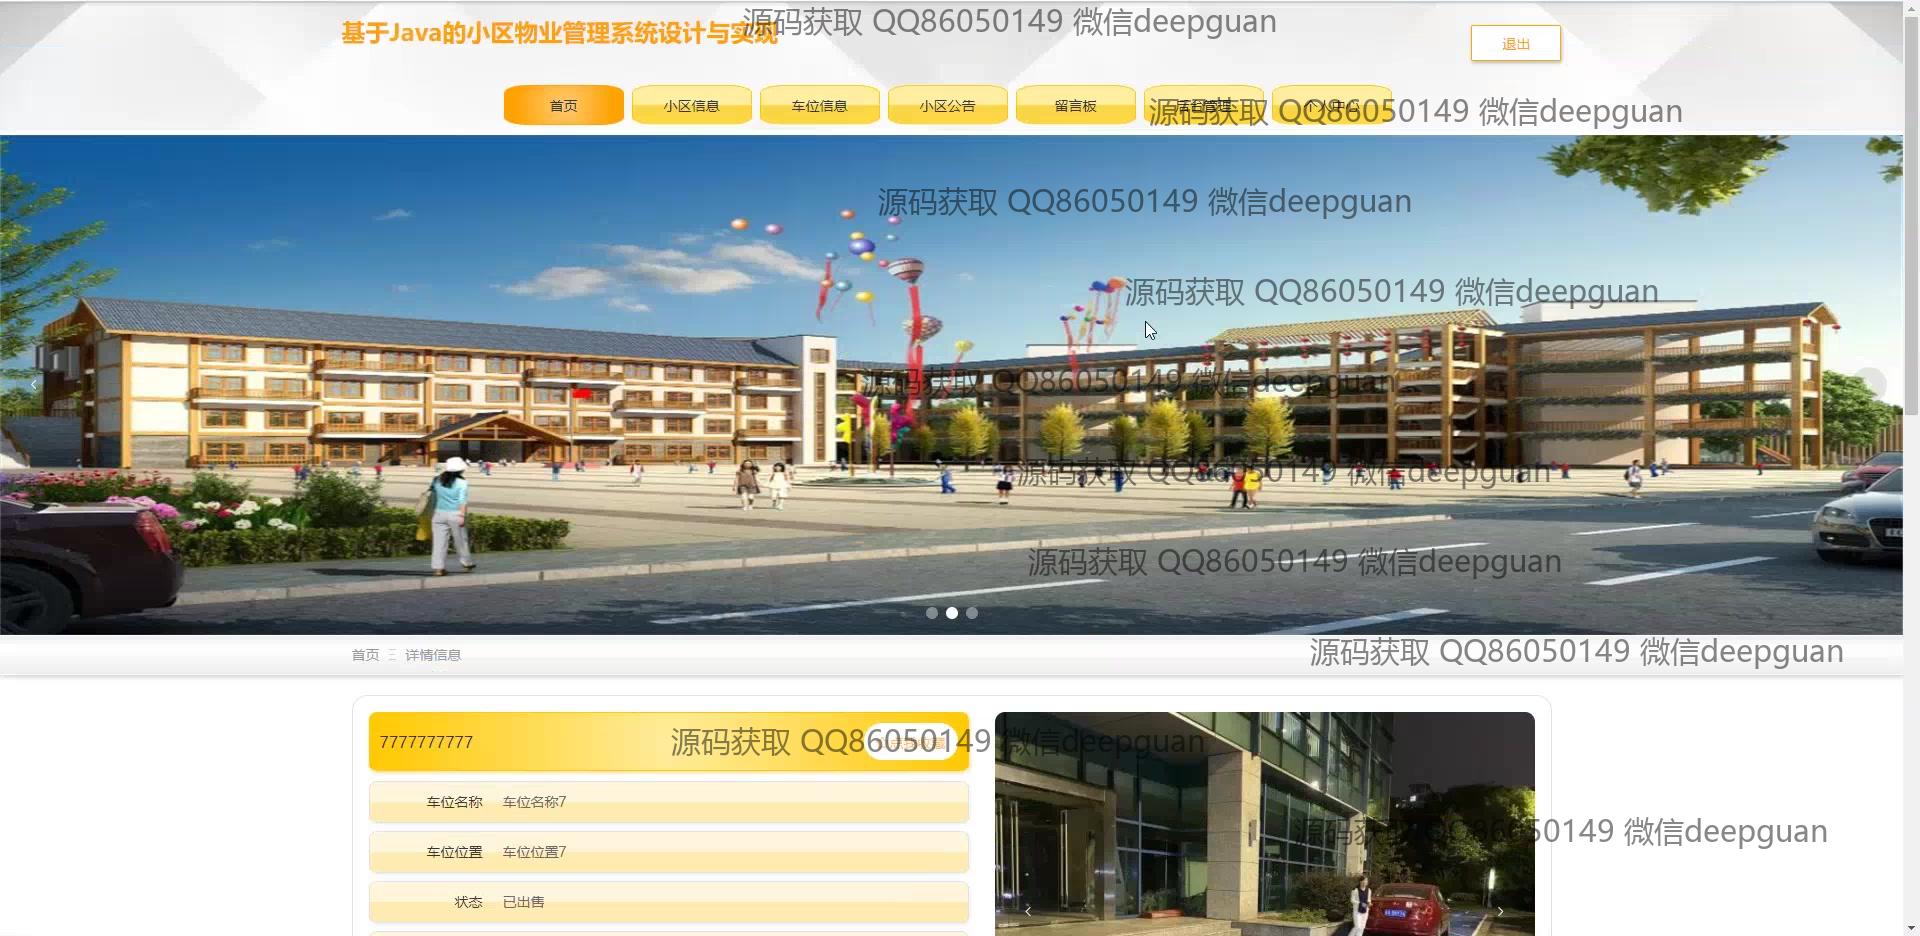 基于Java的小区物业管理系统设计与实现
源码获取 QQ86050149 微信deepguan
退出
首页
小区信息
车位信息
小区公告
留言板
后台管理
个人中心
源码获取 QQ86050149 微信deepguan
源码获取 QQ86050149 微信deepguan
源码获取 QQ86050149 微信deepguan
源码获取 QQ86050149 微信deepguan
源码获取 QQ86050149 微信deepguan
源码获取 QQ86050149 微信deepguan
首页 详情信息
源码获取 QQ86050149 微信deepguan
7777777777
源码获取 QQ86050149 微信deepguan
车位名称 车位名称7
源码获取 QQ86050149 微信deepguan
车位位置 车位位置7
状态 已出售